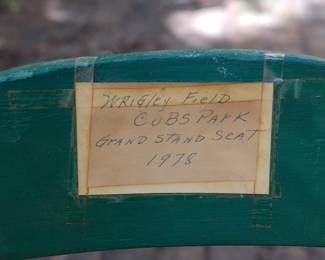 WRigley Field
CUBS PARK
GRAND STAND SEAT
1978